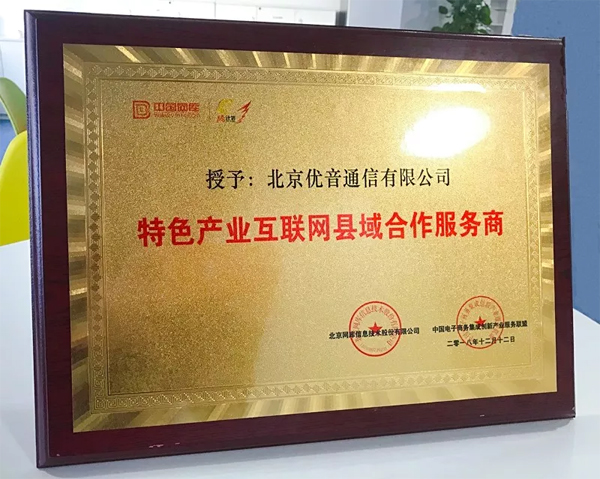 中国网库
授予：北京优音通信有限公司
特色产业互联网县域合作服务商
北京网库信息技术股份有限公司
中国电子商务集成创新产业服务联盟
二零一八年十二月十二日